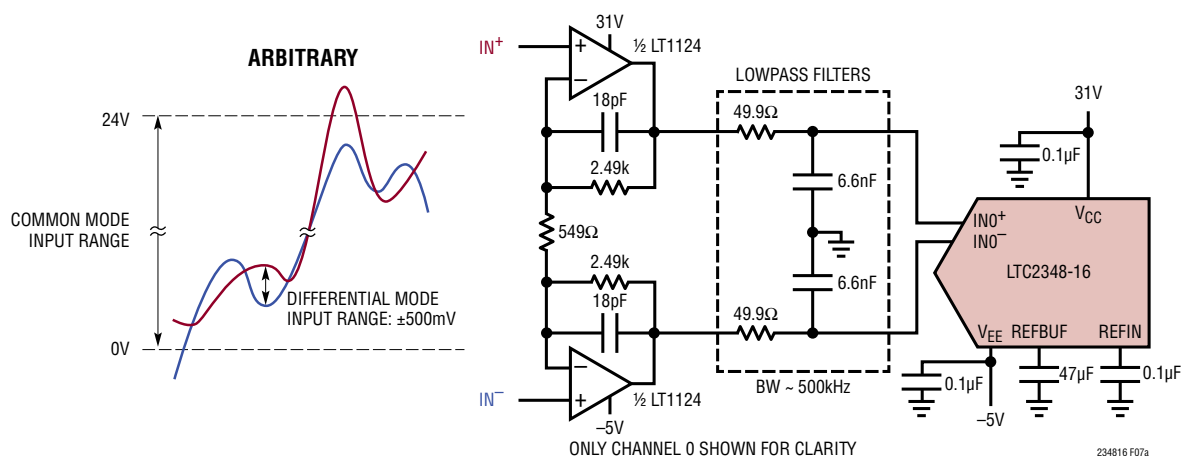 ARBITRARY
24V
COMMON MODE
INPUT RANGE
DIFFERENTIAL MODE
INPUT RANGE: ±500mV
0V
IN+
31V
½ LT1124
+
–
18pF
2.49k
549Ω
2.49k
18pF
–
+
IN–
½ LT1124
–5V
LOWPASS FILTERS
49.9Ω
6.6nF
6.6nF
49.9Ω
BW ~ 500kHz
31V
0.1µF
VCC
IN0+
IN0–
LTC2348-16
VEE
REFBUF
REFIN
0.1µF
47µF
0.1µF
–5V
ONLY CHANNEL 0 SHOWN FOR CLARITY
234816 F07a